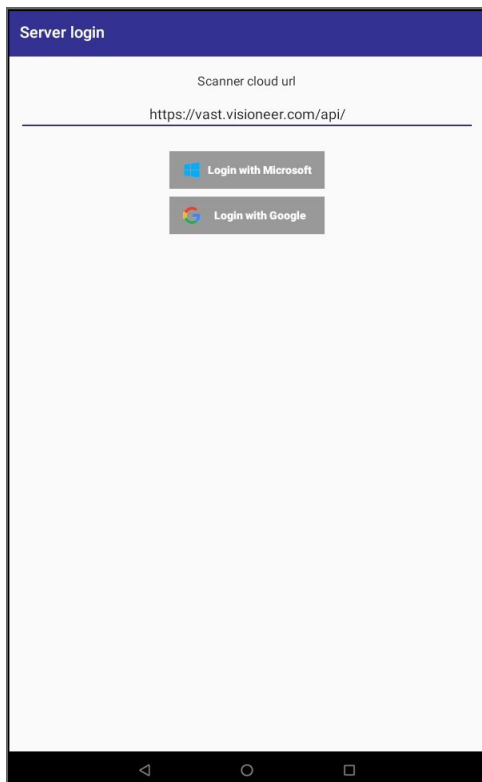 Server login
Scanner cloud url
https://vast.visioneer.com/api/
Login with Microsoft
Login with Google